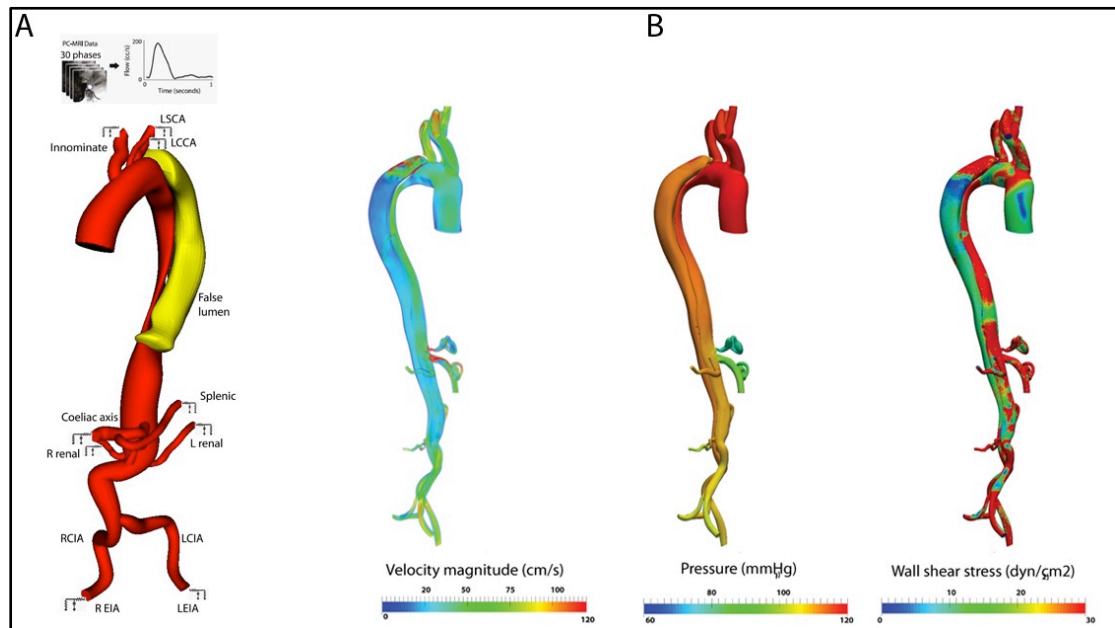 A
B
PC-MRI Data
30 phases
200
Flow (cc/s)
0
0
1
Time (seconds)
LSCA
LCCA
Innominate
False
lumen
Splenic
Coeliac axis
L renal
R renal
RCIA
LCIA
R EIA
LEIA
Velocity magnitude (cm/s)
20
60
100
0
120
Pressure (mmHg)
80
100
60
120
Wall shear stress (dyn/cm2)
10
20
0
30